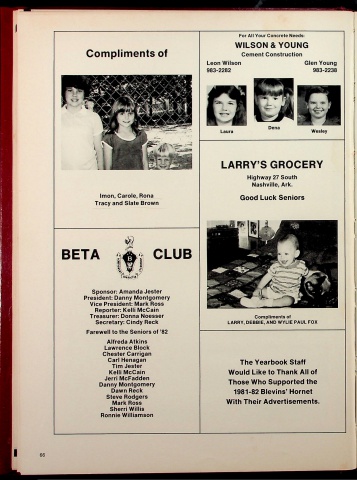 Compliments of
Imon, Carole, Rona
Tracy and Slate Brown
BETA CLUB
B
Sponsor: Amanda Jester
President: Danny Montgomery
Vice President: Mark Ross
Reporter: Kelli McCain
Treasurer: Donna Noesser
Secretary: Cindy Reck
Farewell to the Seniors of '82
Alfreda Atkins
Lawrence Block
Chester Carrigan
Carl Henagan
Tim Jester
Kelli McCain
Jerri McFadden
Danny Montgomery
Dawn Reck
Steve Rodgers
Mark Ross
Sherri Willis
Ronnie Williamson
For All Your Concrete Needs:
WILSON & YOUNG
Cement Construction
Leon Wilson Glen Young
983-2282 983-2238
Laura Dena Wesley
LARRY'S GROCERY
Highway 27 South
Nashville, Ark.
Good Luck Seniors
Compliments of
LARRY, DEBBIE, AND WYLIE PAUL FOX
The Yearbook Staff
Would Like to Thank All of
Those Who Supported the
1981-82 Blevins' Hornet
With Their Advertisements.
66